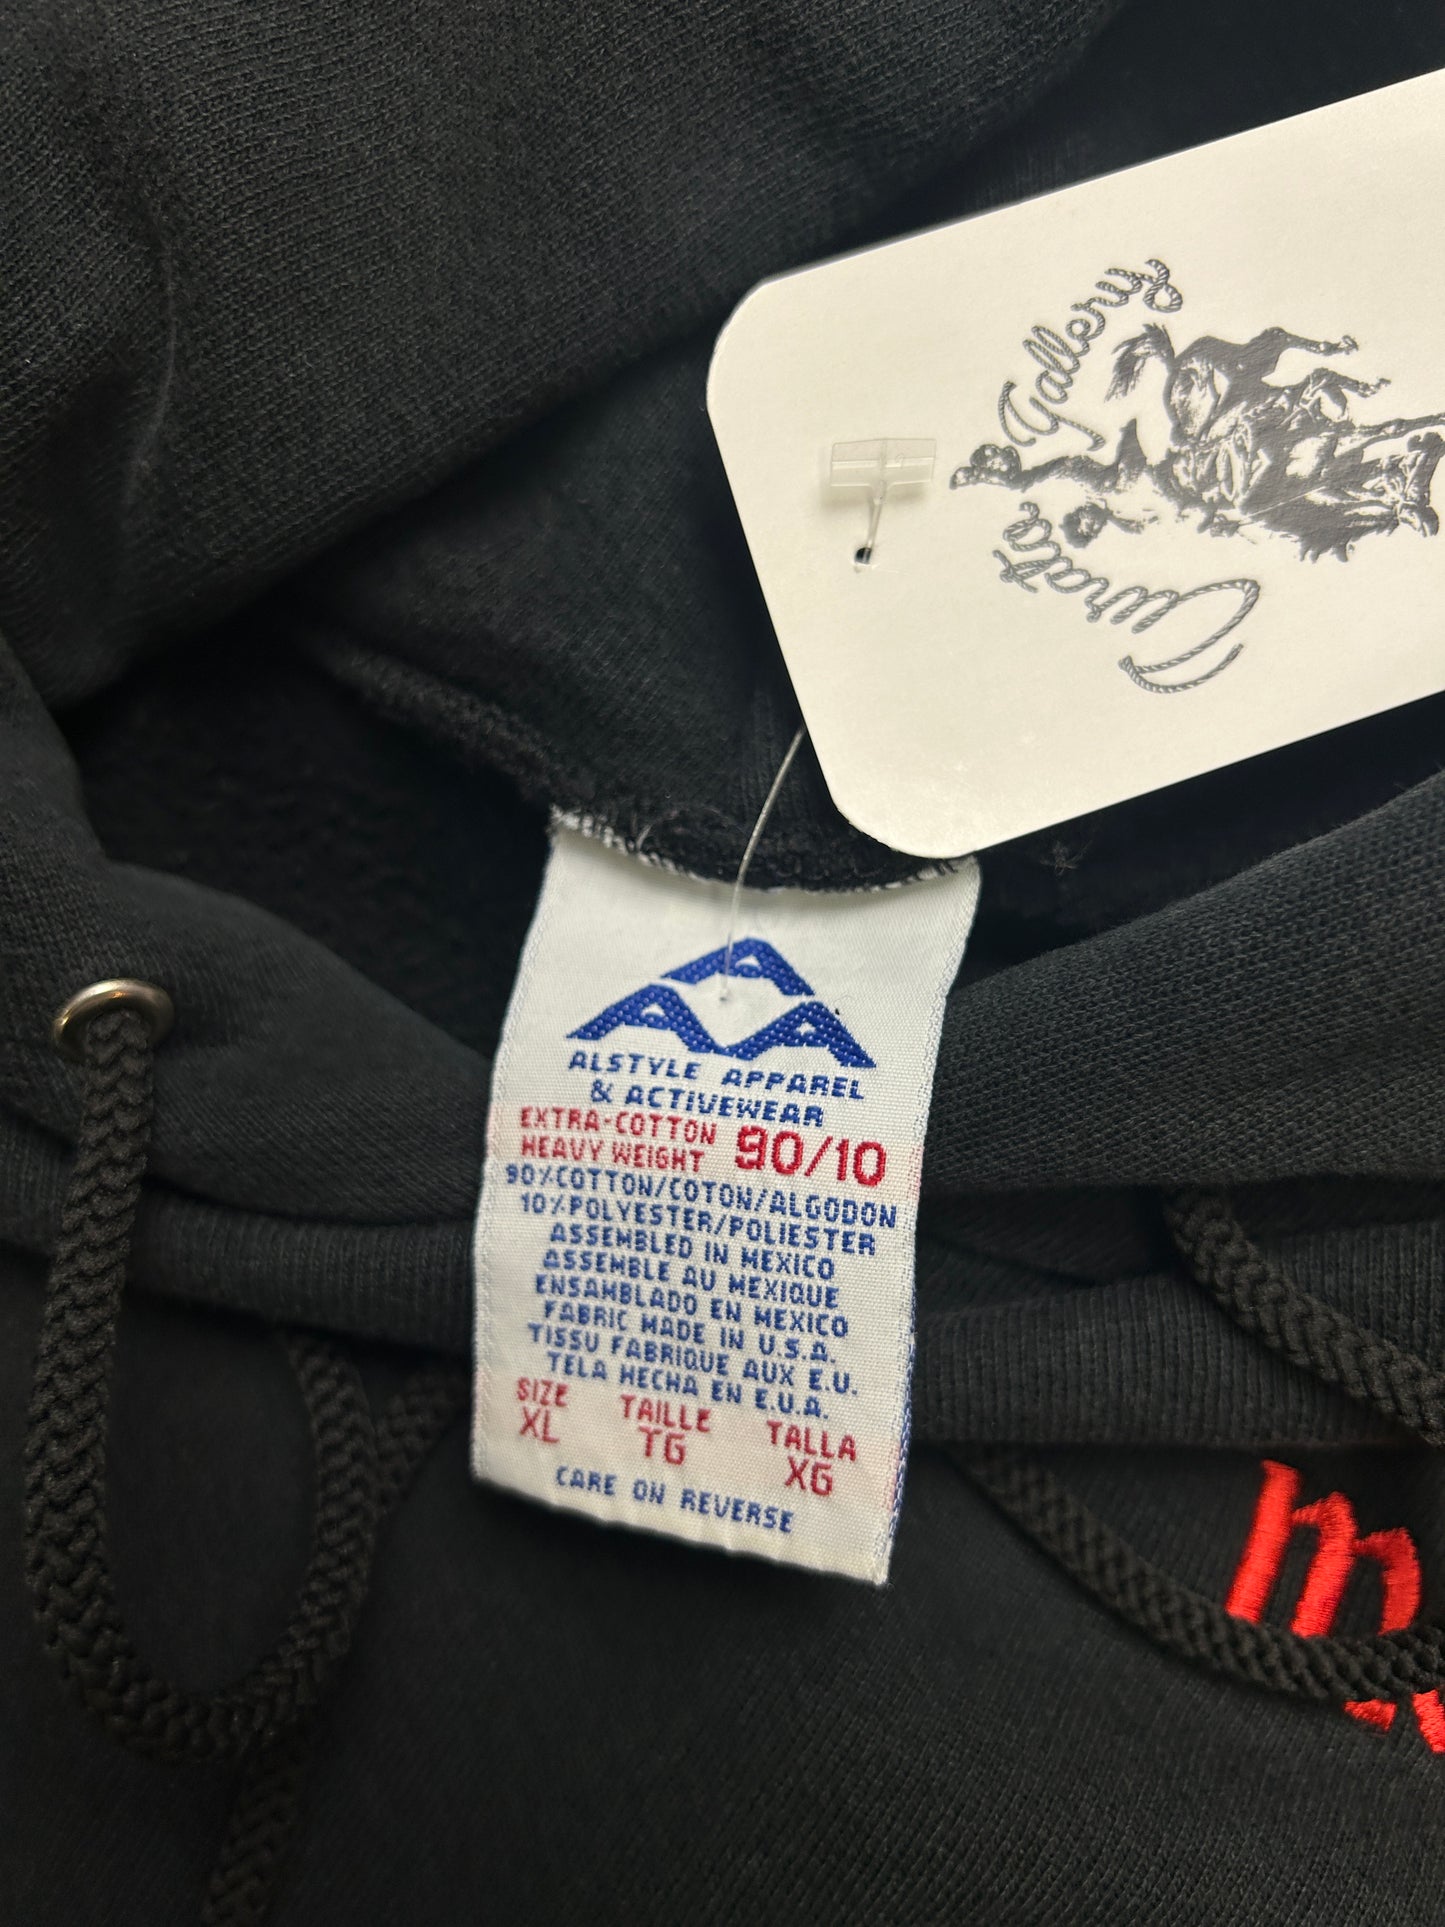 Curato
& Gallerys
A
A A
ALSTYLE APPAREL
& ACTIVEWEAR
EXTRA-COTTON
HEAVY WEIGHT 90/10
90%COTTON/COTON/ALGODON
10%POLYESTER/POLIESTER
ASSEMBLED IN MEXICO
ASSEMBLE AU MEXIQUE
ENSAMBLADO EN MEXICO
FABRIC MADE IN U.S.A.
TISSU FABRIQUE AUX E.U.
TELA HECHA EN E.U.A.
SIZE TAILLE TALLA
XL TG XG
CARE ON REVERSE